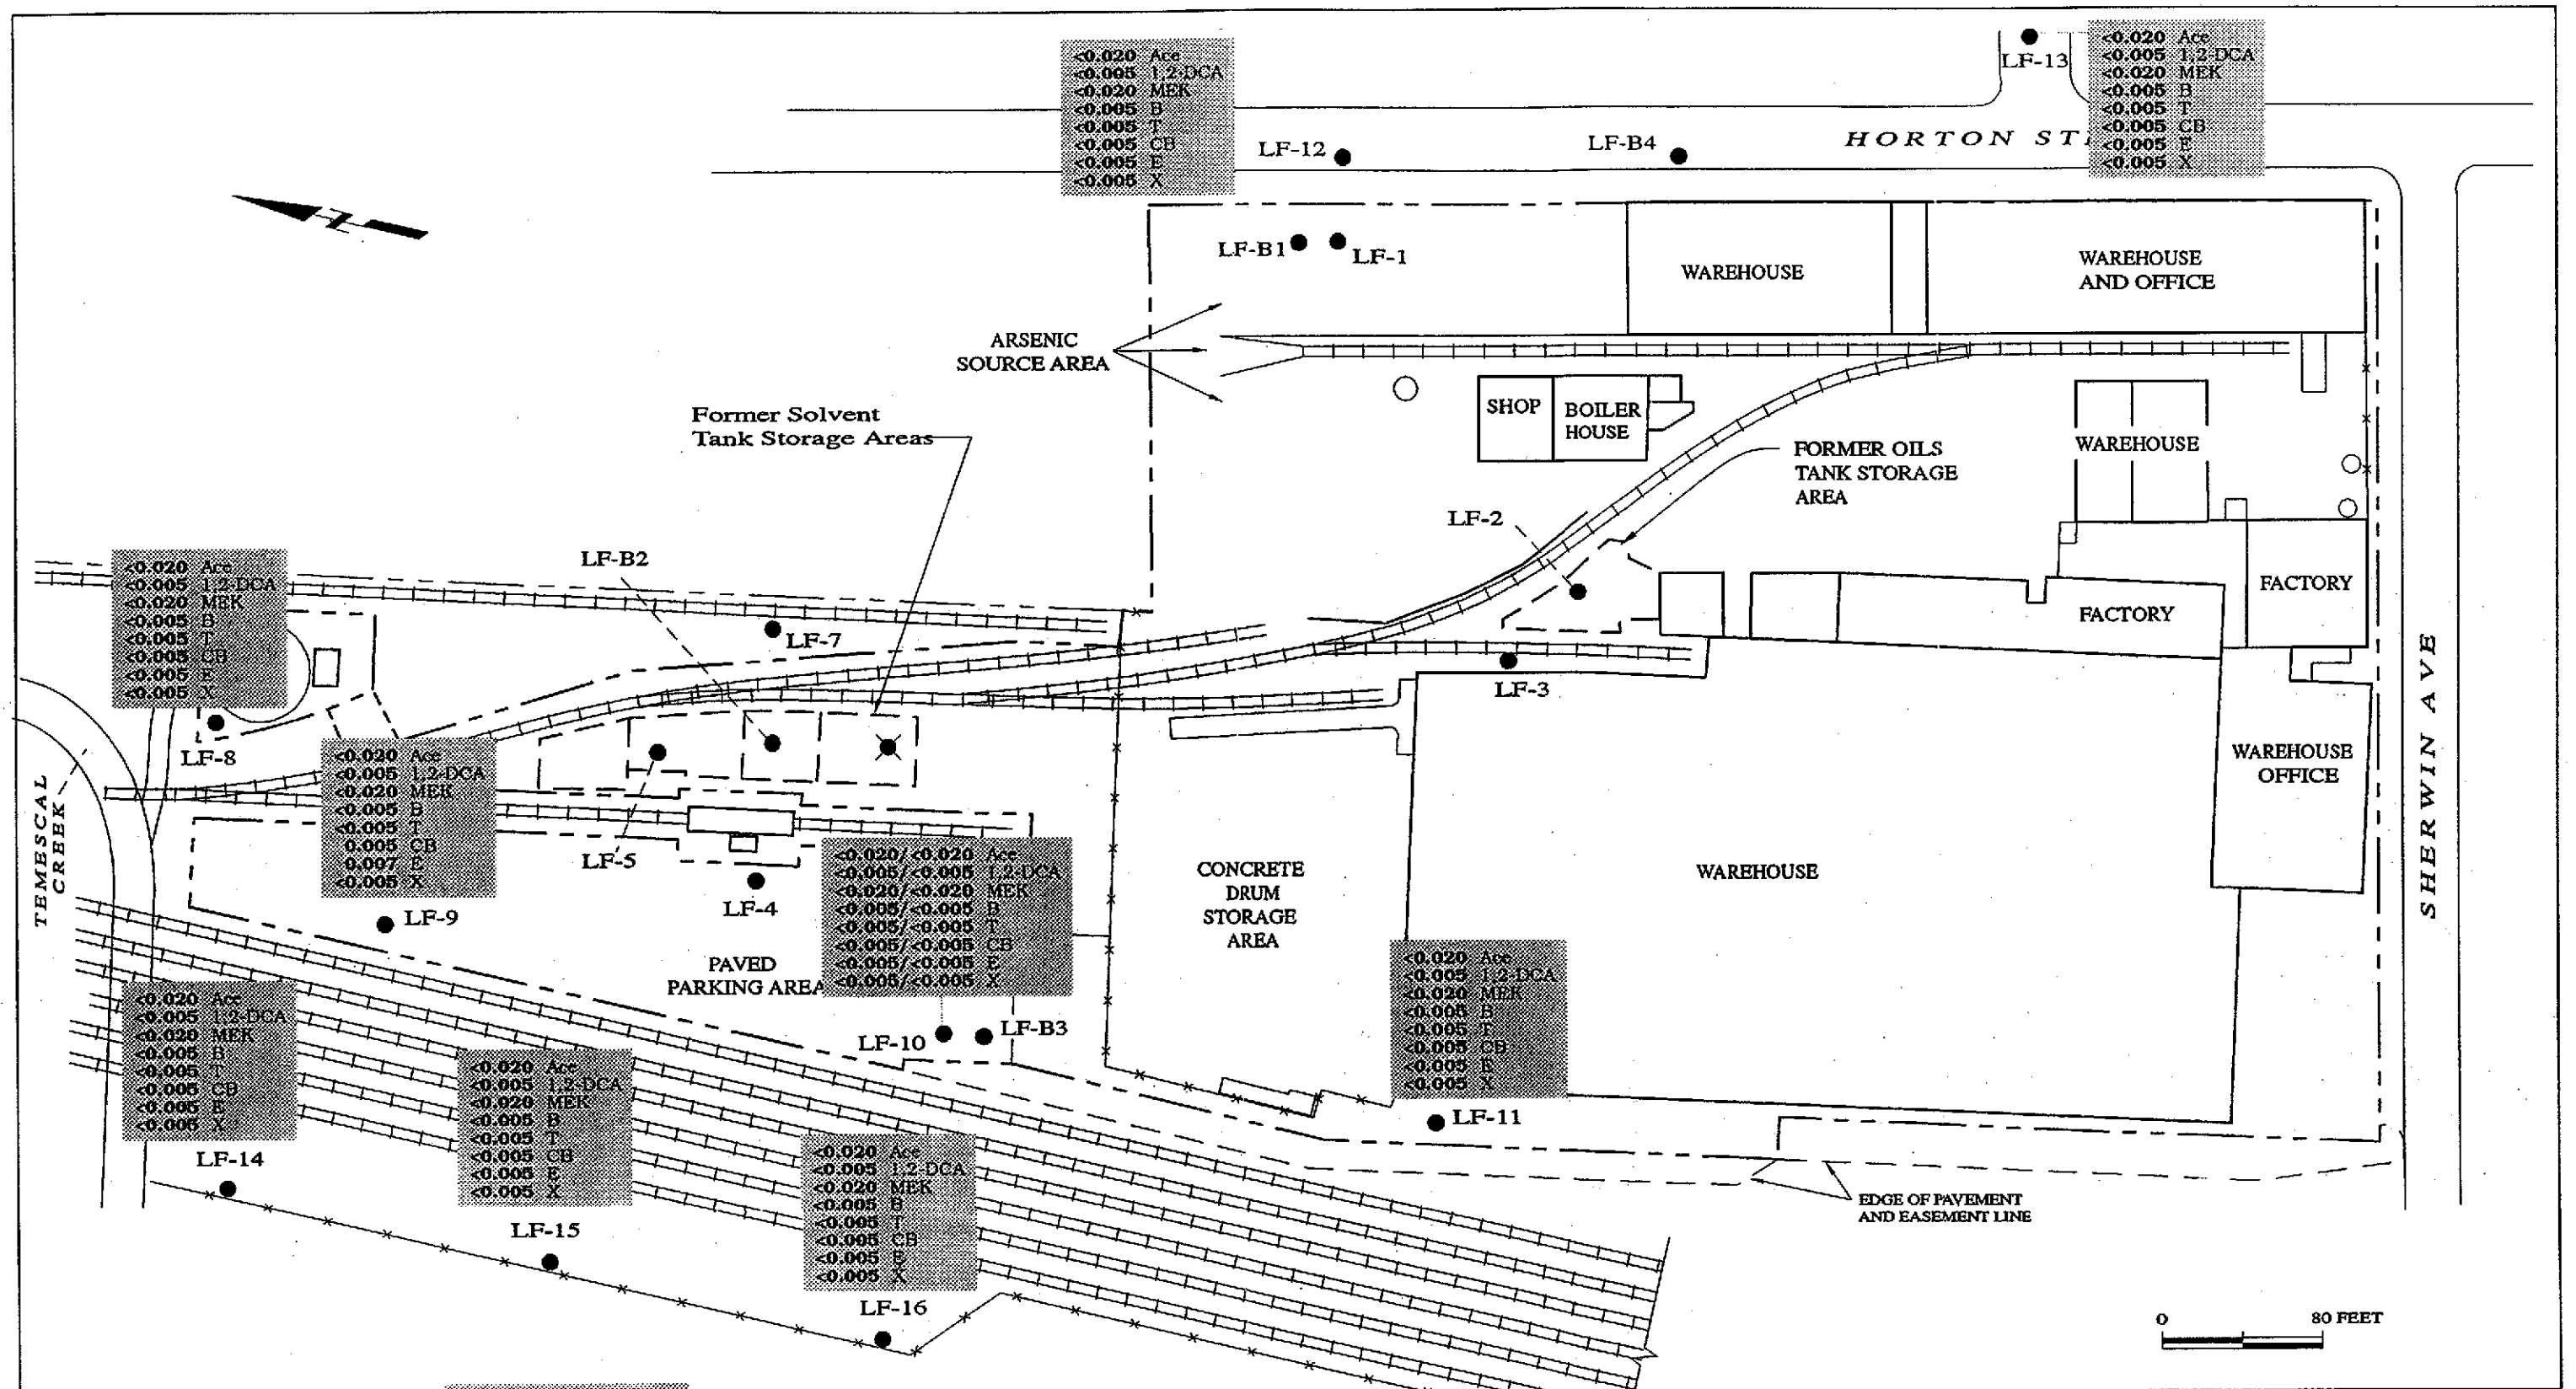 <0.020 Ace
<0.005 1,2-DCA
<0.020 MEK
<0.005 B
<0.005 T
<0.005 CB
<0.005 E
<0.005 X
LF-12
LF-B4
LF-13
<0.020 Ace
<0.005 1,2-DCA
<0.020 MEK
<0.005 B
<0.005 T
<0.005 CB
<0.005 E
<0.005 X
HORTON ST
LF-B1
LF-1
WAREHOUSE
WAREHOUSE
AND OFFICE
ARSENIC
SOURCE AREA
SHOP
BOILER
HOUSE
Former Solvent
Tank Storage Areas
FORMER OILS
TANK STORAGE
AREA
WAREHOUSE
LF-2
LF-B2
FACTORY
FACTORY
<0.020 Ace
<0.005 1,2-DCA
<0.020 MEK
<0.005 B
<0.005 T
<0.005 CB
<0.005 E
<0.005 X
LF-7
LF-3
LF-8
TEMESCAL
CREEK
<0.020 Ace
<0.005 1,2-DCA
<0.020 MEK
<0.005 B
<0.005 T
0.005 CB
0.007 E
<0.005 X
LF-9
LF-5
LF-4
<0.020/<0.020 Ace
<0.005/<0.005 1,2-DCA
<0.020/<0.020 MEK
<0.005/<0.005 B
<0.005/<0.005 T
<0.005/<0.005 CB
<0.005/<0.005 E
<0.005/<0.005 X
PAVED
PARKING AREA
LF-10
LF-B3
CONCRETE
DRUM
STORAGE
AREA
WAREHOUSE
WAREHOUSE
OFFICE
SHERWIN AVE
<0.020 Ace
<0.005 1,2-DCA
<0.020 MEK
<0.005 B
<0.005 T
<0.005 CB
<0.005 E
<0.005 X
LF-11
<0.020 Ace
<0.005 1,2-DCA
<0.020 MEK
<0.005 B
<0.005 T
<0.005 CB
<0.005 E
<0.005 X
LF-14
<0.020 Ace
<0.005 1,2-DCA
<0.020 MEK
<0.005 B
<0.005 T
<0.005 CB
<0.005 E
<0.005 X
LF-15
<0.020 Ace
<0.005 1,2-DCA
<0.020 MEK
<0.005 B
<0.005 T
<0.005 CB
<0.005 E
<0.005 X
LF-16
EDGE OF PAVEMENT
AND EASEMENT LINE
0 80 FEET